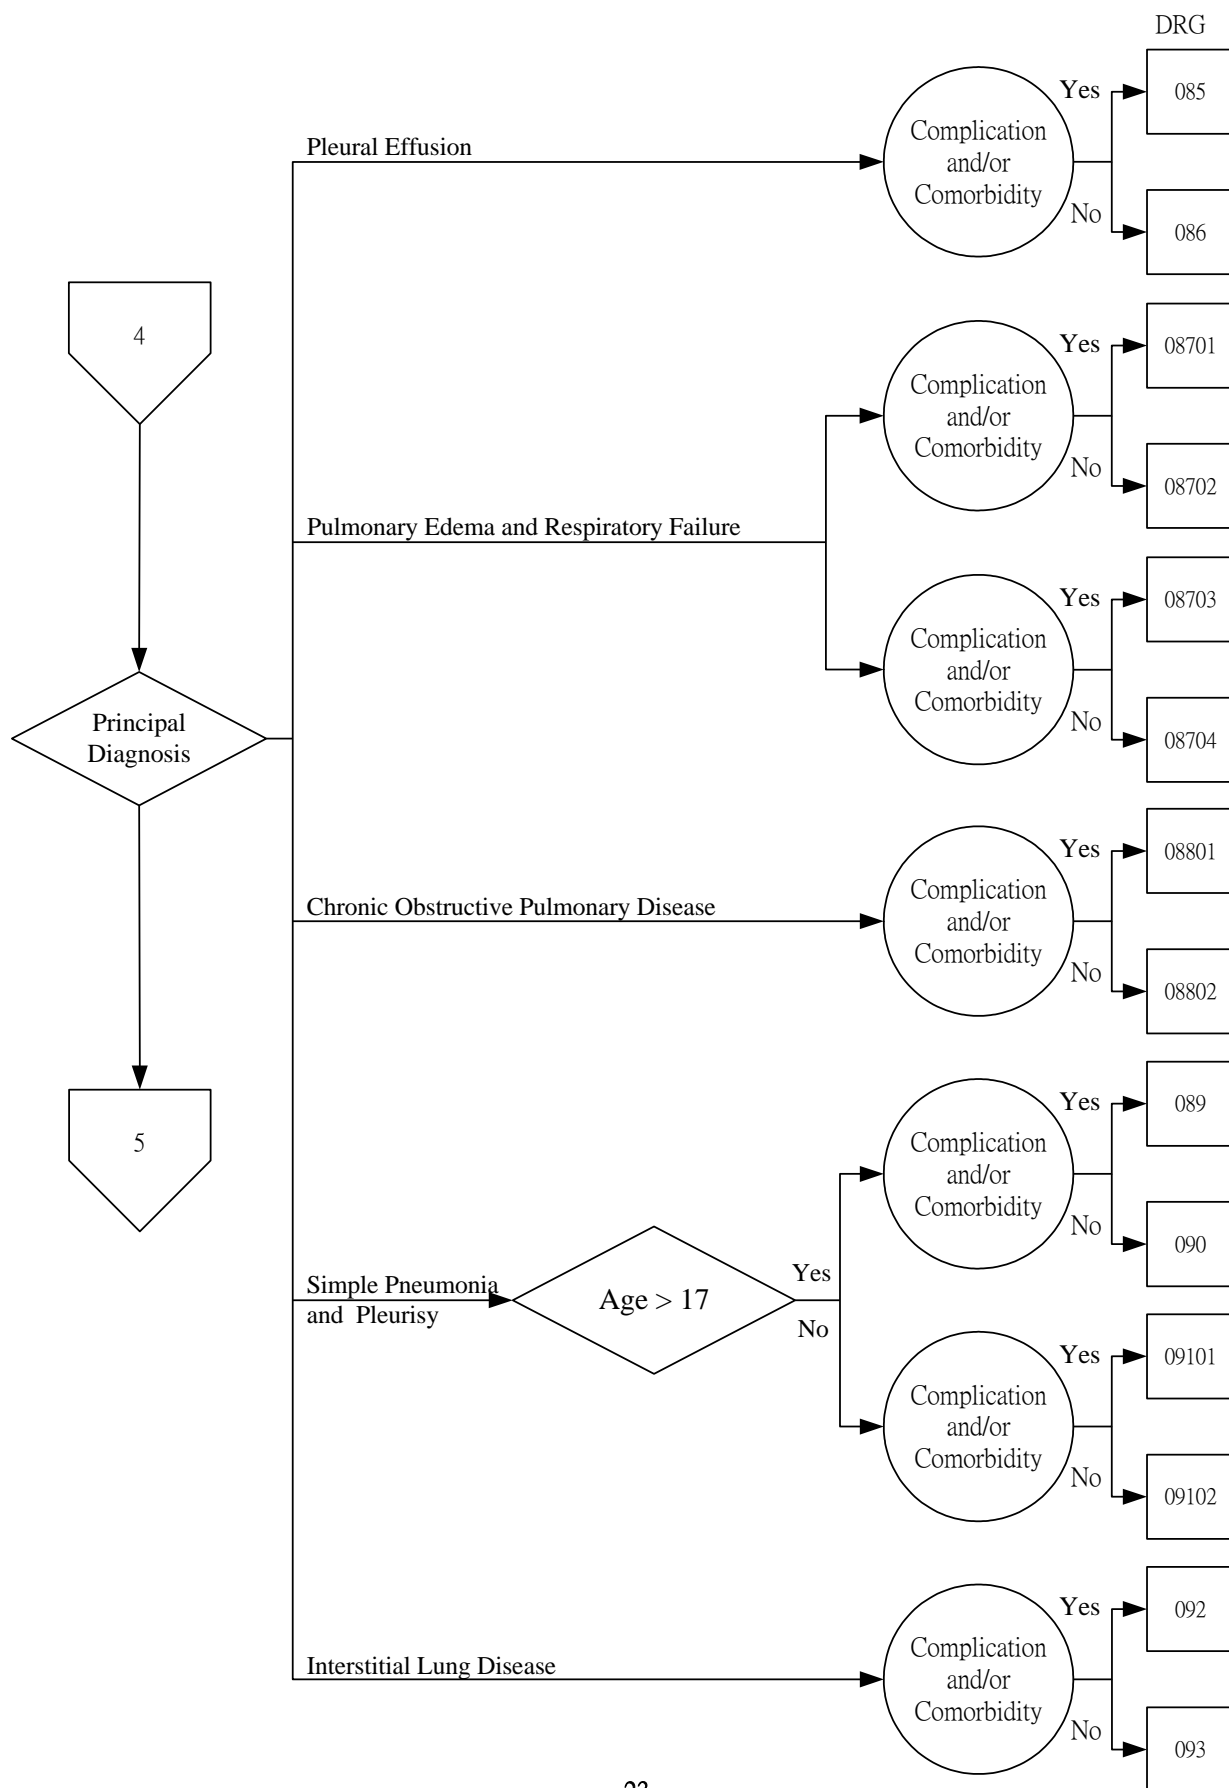 DRG
Pleural Effusion
Complication
and/or
Comorbidity
Yes
085
No
086
4
Pulmonary Edema and Respiratory Failure
Complication
and/or
Comorbidity
Yes
08701
No
08702
Complication
and/or
Comorbidity
Yes
08703
No
08704
Principal
Diagnosis
Chronic Obstructive Pulmonary Disease
Complication
and/or
Comorbidity
Yes
08801
No
08802
5
Simple Pneumonia
and Pleurisy
Age > 17
Yes
No
Complication
and/or
Comorbidity
Yes
089
No
090
Complication
and/or
Comorbidity
Yes
09101
No
09102
Interstitial Lung Disease
Complication
and/or
Comorbidity
Yes
092
No
093